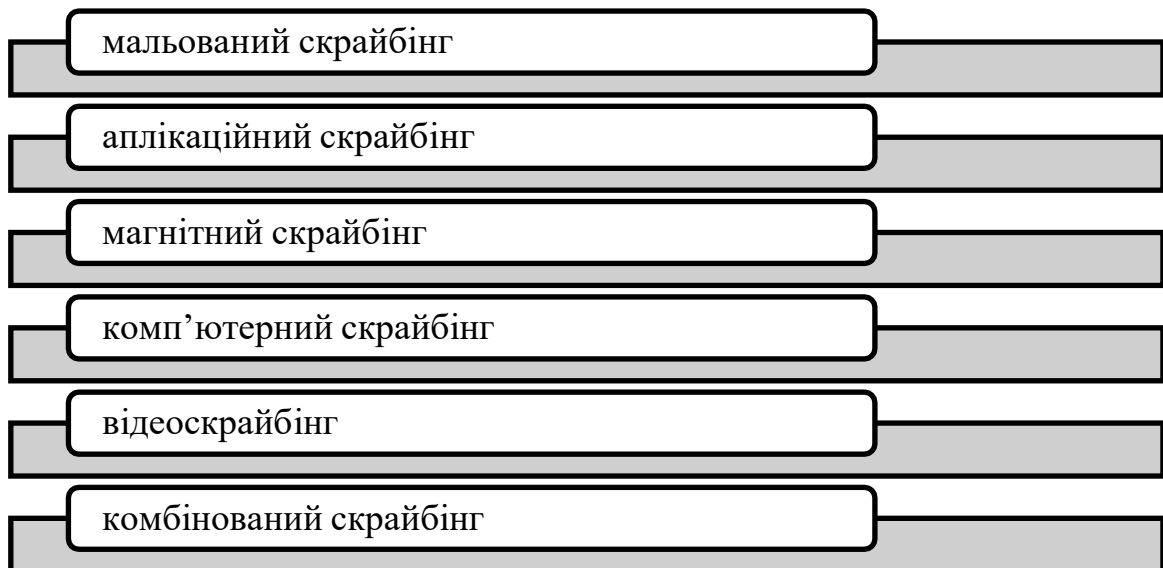 мальований скрайбінг
аплікаційний скрайбінг
магнітний скрайбінг
комп’ютерний скрайбінг
відеоскрайбінг
комбінований скрайбінг